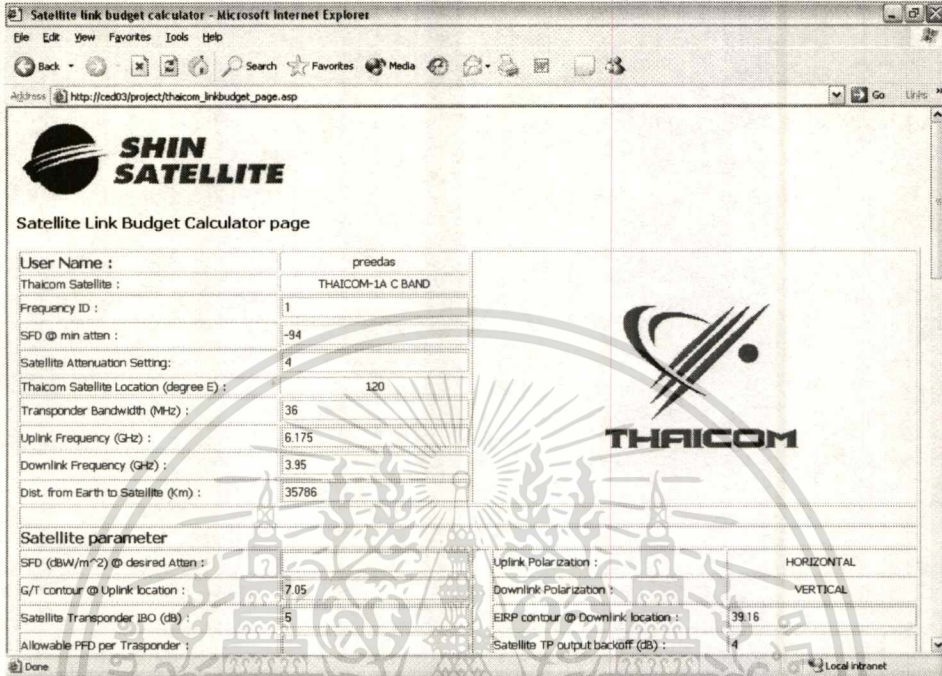 Satellite link budget calculator - Microsoft Internet Explorer
File Edit View Favorites Tools Help
Back Search Favorites Media
Address http://ced03/project/thaicom_linkbudget_page.asp Go Links »
SHIN
SATELLITE
Satellite Link Budget Calculator page
User Name : preedas
Thaicom Satellite : THAICOM-1A C BAND
Frequency ID : 1
SFD @ min atten : -94
Satellite Attenuation Setting: 4
Thaicom Satellite Location (degree E) : 120
Transponder Bandwidth (MHz) : 36
Uplink Frequency (GHz) : 6.175
Downlink Frequency (GHz) : 3.95
Dist. from Earth to Satellite (Km) : 35786
THAICOM
Satellite parameter
SFD (dBW/m^2) @ desired Atten : Uplink Polarization : HORIZONTAL
G/T contour @ Uplink location : 7.05 Downlink Polarization : VERTICAL
Satellite Transponder IBO (dB) : 5 EIRP contour @ Downlink location : 39.16
Allowable PFD per Trasponder : Satellite TP output backoff (dB) : 4
Done Local intranet